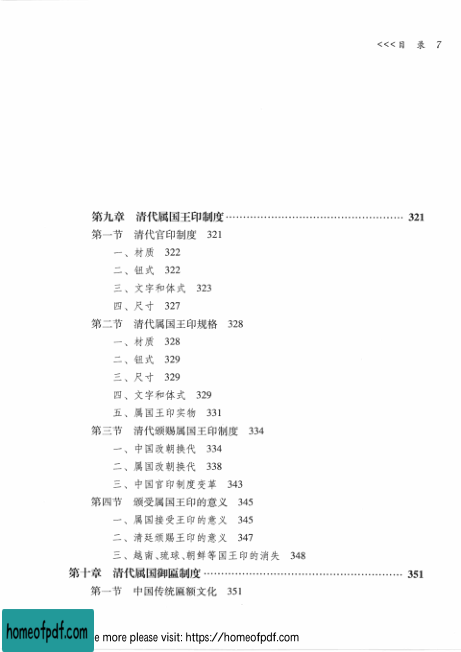 <<<目 录 7
第九章 清代属国王印制度 …… 321
第一节 清代官印制度 321
一、材质 322
二、钮式 322
三、文字和体式 323
四、尺寸 327
第二节 清代属国王印规格 328
一、材质 328
二、钮式 329
三、尺寸 329
四、文字和体式 329
五、属国王印实物 331
第三节 清代颁赐属国王印制度 334
一、中国改朝换代 334
二、属国改朝换代 338
三、中国官印制度变革 343
第四节 颁受属国王印的意义 345
一、属国接受王印的意义 345
二、清廷颁赐王印的意义 347
三、越南、琉球、朝鲜等国王印的消失 348
第十章 清代属国御匾制度 …… 351
第一节 中国传统匾额文化 351
homeofpdf.com
e more please visit: https://homeofpdf.com